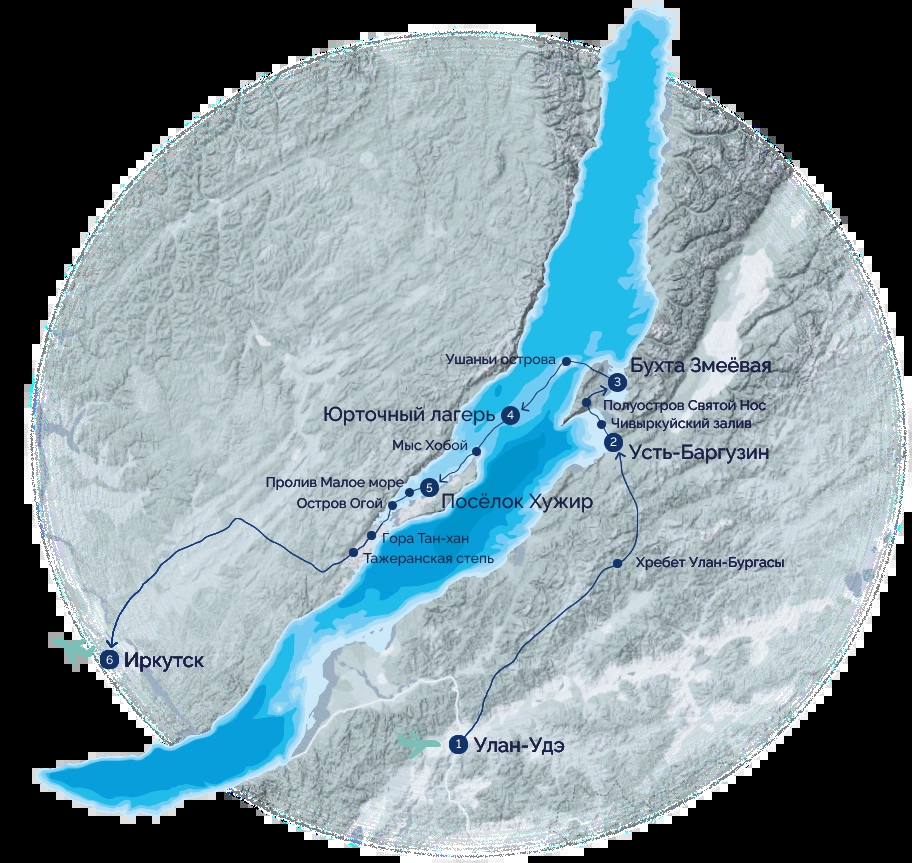 Ушаньи острова
Бухта Змеёвая
3
Полуостров Святой Нос
Юрточный лагерь 4
Чивыркуйский залив
2
Усть-Баргузин
Мыс Хобой
Пролив Малое море
5
Посёлок Хужир
Остров Огой
Гора Тан-хан
Тажеранская степь
Хребет Улан-Бургасы
6 Иркутск
1 Улан-Удэ